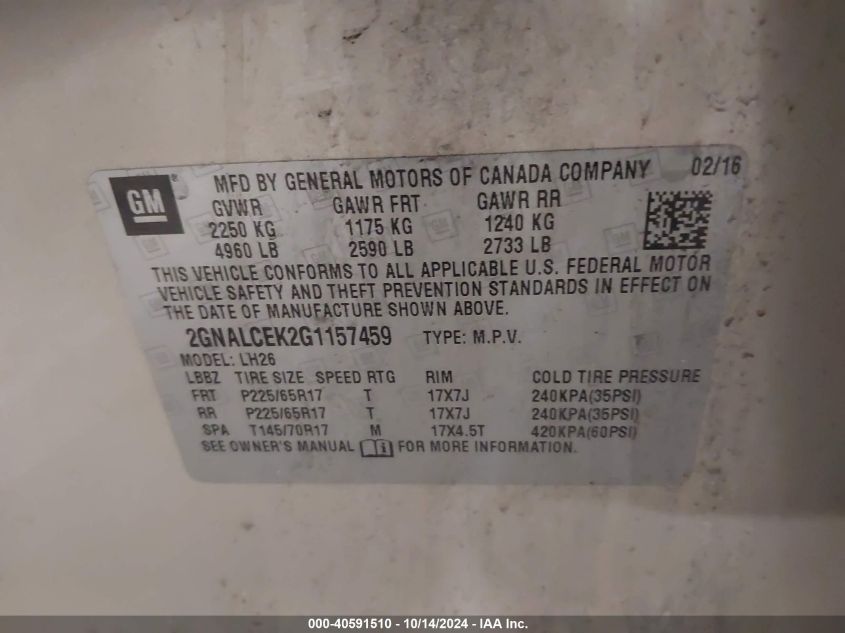 GM ® MFD BY GENERAL MOTORS OF CANADA COMPANY 02/16
GVWR GAWR FRT GAWR RR
2250 KG 1175 KG 1240 KG
4960 LB 2590 LB 2733 LB
THIS VEHICLE CONFORMS TO ALL APPLICABLE U.S. FEDERAL MOTOR
VEHICLE SAFETY AND THEFT PREVENTION STANDARDS IN EFFECT ON
THE DATE OF MANUFACTURE SHOWN ABOVE.
2GNALCEK2G1157459 TYPE: M.P.V.
MODEL: LH26
LBBZ TIRE SIZE SPEED RTG RIM COLD TIRE PRESSURE
FRT P225/65R17 T 17X7J 240KPA(35PSI)
RR P225/65R17 T 17X7J 240KPA(35PSI)
SPA T145/70R17 M 17X4.5T 420KPA(60PSI)
SEE OWNER'S MANUAL FOR MORE INFORMATION.
000-40591510 - 10/14/2024 - IAA Inc.